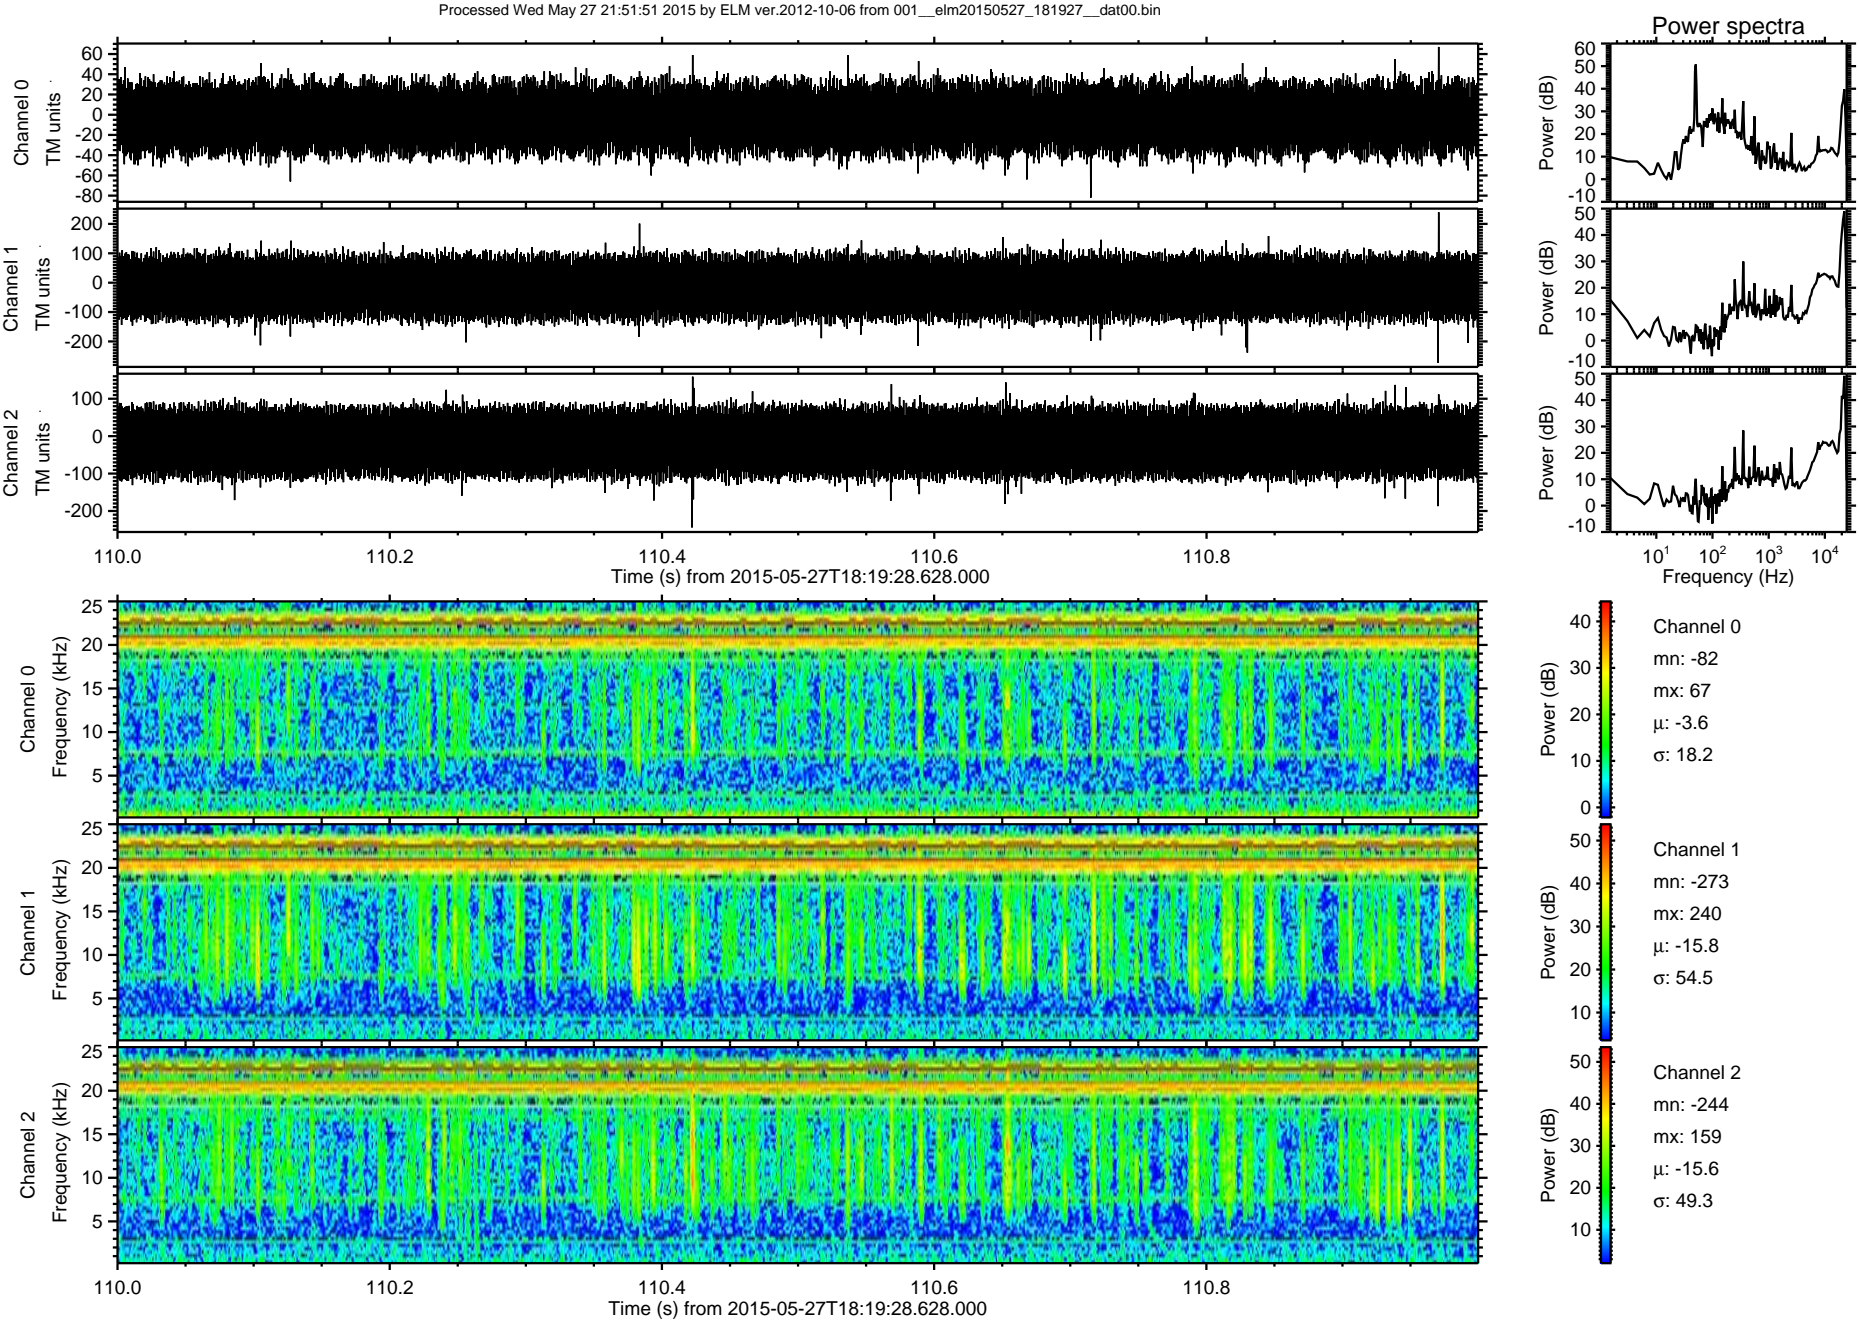 Processed Wed May 27 21:51:51 2015 by ELM ver.2012-10-06 from 001__elm20150527_181927__dat00.bin
Power spectra
Channel 0
TM units
60
40
20
0
-20
-40
-60
-80
Power (dB)
60
50
40
30
20
10
0
-10
Channel 1
TM units
200
100
0
-100
-200
Power (dB)
50
40
30
20
10
0
-10
Channel 2
TM units
100
0
-100
-200
Power (dB)
50
40
30
20
10
0
-10
110.0 110.2 110.4 110.6 110.8
Time (s) from 2015-05-27T18:19:28.628.000
10^1 10^2 10^3 10^4
Frequency (Hz)
Channel 0
Frequency (kHz)
25
20
15
10
5
Power (dB)
40
30
20
10
0
Channel 0
mn: -82
mx: 67
μ: -3.6
σ: 18.2
Channel 1
Frequency (kHz)
25
20
15
10
5
Power (dB)
50
40
30
20
10
Channel 1
mn: -273
mx: 240
μ: -15.8
σ: 54.5
Channel 2
Frequency (kHz)
25
20
15
10
5
Power (dB)
50
40
30
20
10
Channel 2
mn: -244
mx: 159
μ: -15.6
σ: 49.3
110.0 110.2 110.4 110.6 110.8
Time (s) from 2015-05-27T18:19:28.628.000